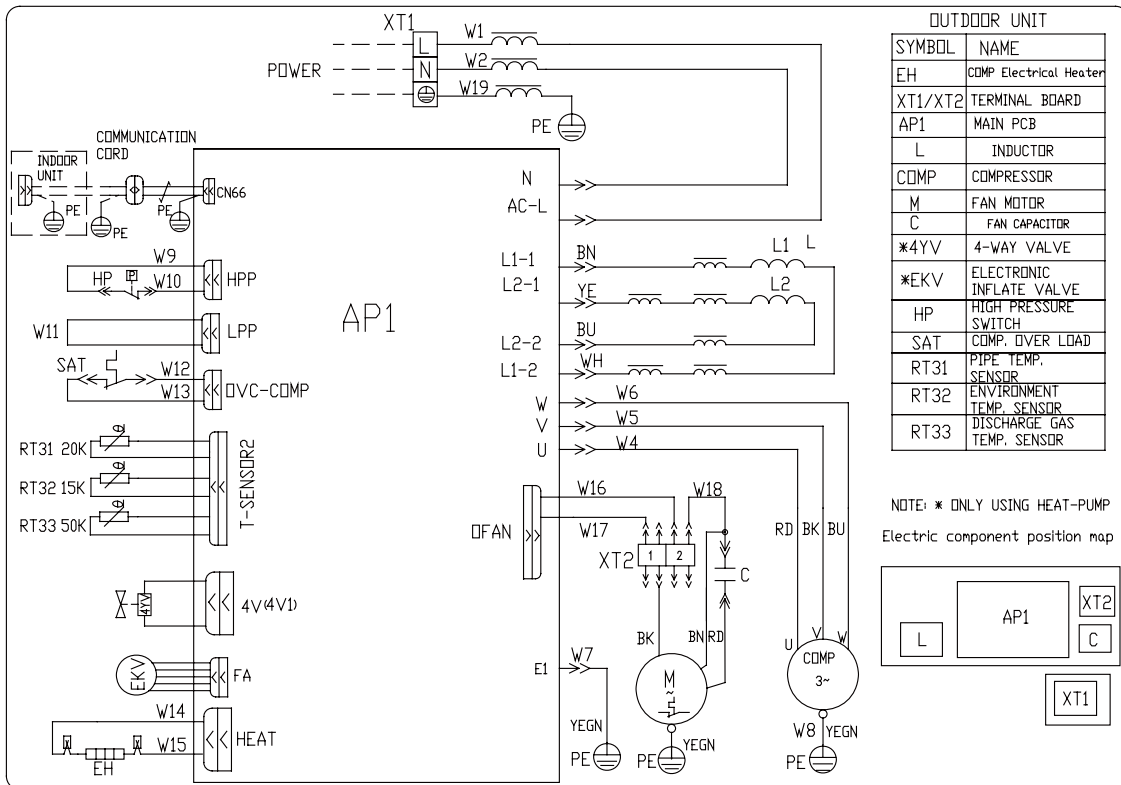 XT1
L
N
POWER
W1
W2
W19
PE
COMMUNICATION
CORD
INDOOR
UNIT
PE
PE
PE
CN66
W9
HP
P
W10
HPP
W11
LPP
SAT
W12
W13
OVC-COMP
RT31 20K
θ
RT32 15K
θ
RT33 50K
θ
T-SENSOR2
4YV
4V(4V1)
EKV
FA
W14
W15
EH
HEAT
AP1
N
AC-L
L1-1
L2-1
L2-2
L1-2
W
V
U
BN
YE
BU
WH
L1
L
L2
W6
W5
W4
OFAN
W16
W17
W18
XT2
1
2
C
BK
BN
RD
M
~
YEGN
PE
E1
W7
YEGN
PE
RD
BK
BU
U
V
W
COMP
3~
W8
YEGN
PE
OUTDOOR UNIT
SYMBOL NAME
EH COMP Electrical Heater
XT1/XT2 TERMINAL BOARD
AP1 MAIN PCB
L INDUCTOR
COMP COMPRESSOR
M FAN MOTOR
C FAN CAPACITOR
*4YV 4-WAY VALVE
*EKV ELECTRONIC
INFLATE VALVE
HP HIGH PRESSURE
SWITCH
SAT COMP. OVER LOAD
RT31 PIPE TEMP.
SENSOR
RT32 ENVIRONMENT
TEMP. SENSOR
RT33 DISCHARGE GAS
TEMP. SENSOR
NOTE: * ONLY USING HEAT-PUMP
Electric component position map
L
AP1
XT2
C
XT1